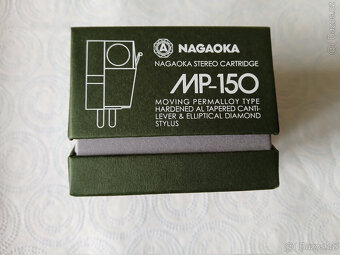 NAGAOKA
NAGAOKA STEREO CARTRIDGE
MP-150
MOVING PERMALLOY TYPE
HARDENED AL TAPERED CANTI-
LEVER & ELLIPTICAL DIAMOND
STYLUS